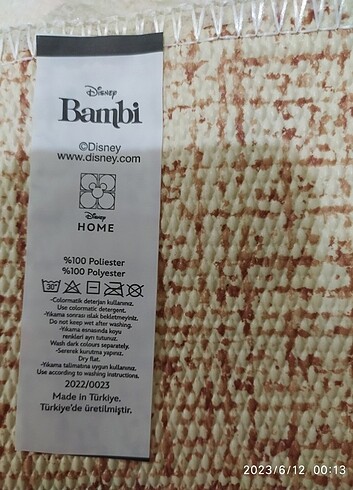 Disney
Bambi
©Disney
www.disney.com
Disney
HOME
%100 Poliester
%100 Polyester
30°
-Colormatik deterjan kullanınız.
Use colormatic detergent.
-Yıkama sonrası ıslak bekletmeyiniz.
Do not keep wet after washing.
-Yıkama esnasında koyu
renkleri ayrı tutunuz.
Wash dark colours separately.
-Sererek kurutma yapınız.
Dry flat.
-Yıkama talimatına uygun kullanınız.
Use according to washing instructions.
2022/0023
Made in Türkiye.
Türkiye'de üretilmiştir.
2023/6/12 00:13